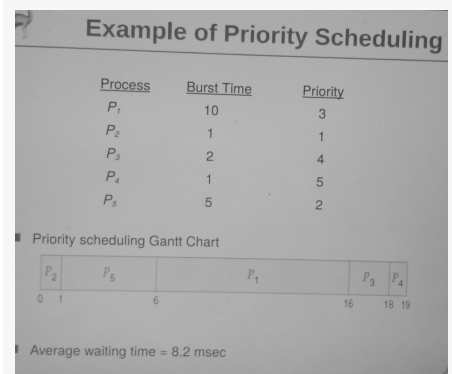 Example of Priority Scheduling
Process Burst Time Priority
P₁ 10 3
P₂ 1 1
P₃ 2 4
P₄ 1 5
P₅ 5 2
Priority scheduling Gantt Chart
P₂ P₅ P₁ P₃ P₄
0 1 6 16 18 19
Average waiting time = 8.2 msec